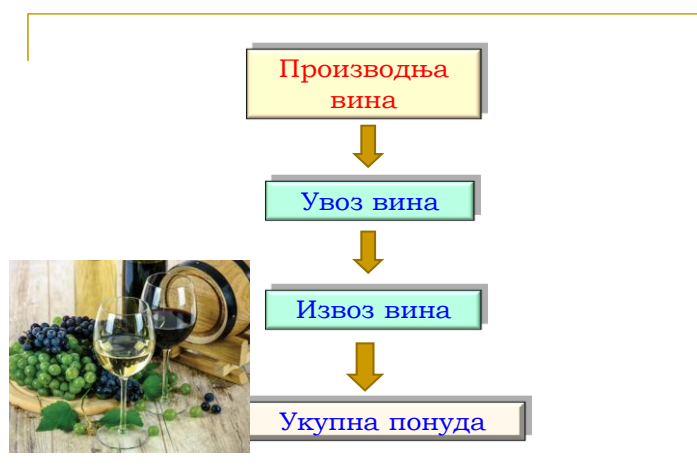 Производња
вина
Увоз вина
Извоз вина
Укупна понуда